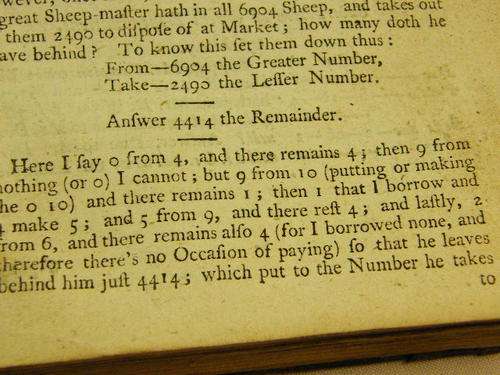 great Sheep-maſter hath in all 6904 Sheep, and takes out
them 2490 to diſpoſe of at Market; how many doth he
ave behind? To know this ſet them down thus:
From—6904 the Greater Number,
Take—2490 the Leſſer Number.
Anſwer 4414 the Remainder.
Here I ſay 0 from 4, and there remains 4; then 9 from
nothing (or 0) I cannot; but 9 from 10 (putting or making
he 0 10) and there remains 1; then 1 that I borrow and
4 make 5; and 5 from 9, and there reſt 4; and laſtly, 2
from 6, and there remains alſo 4 (for I borrowed none, and
therefore there's no Occaſion of paying) ſo that he leaves
behind him juſt 4414; which put to the Number he takes
to